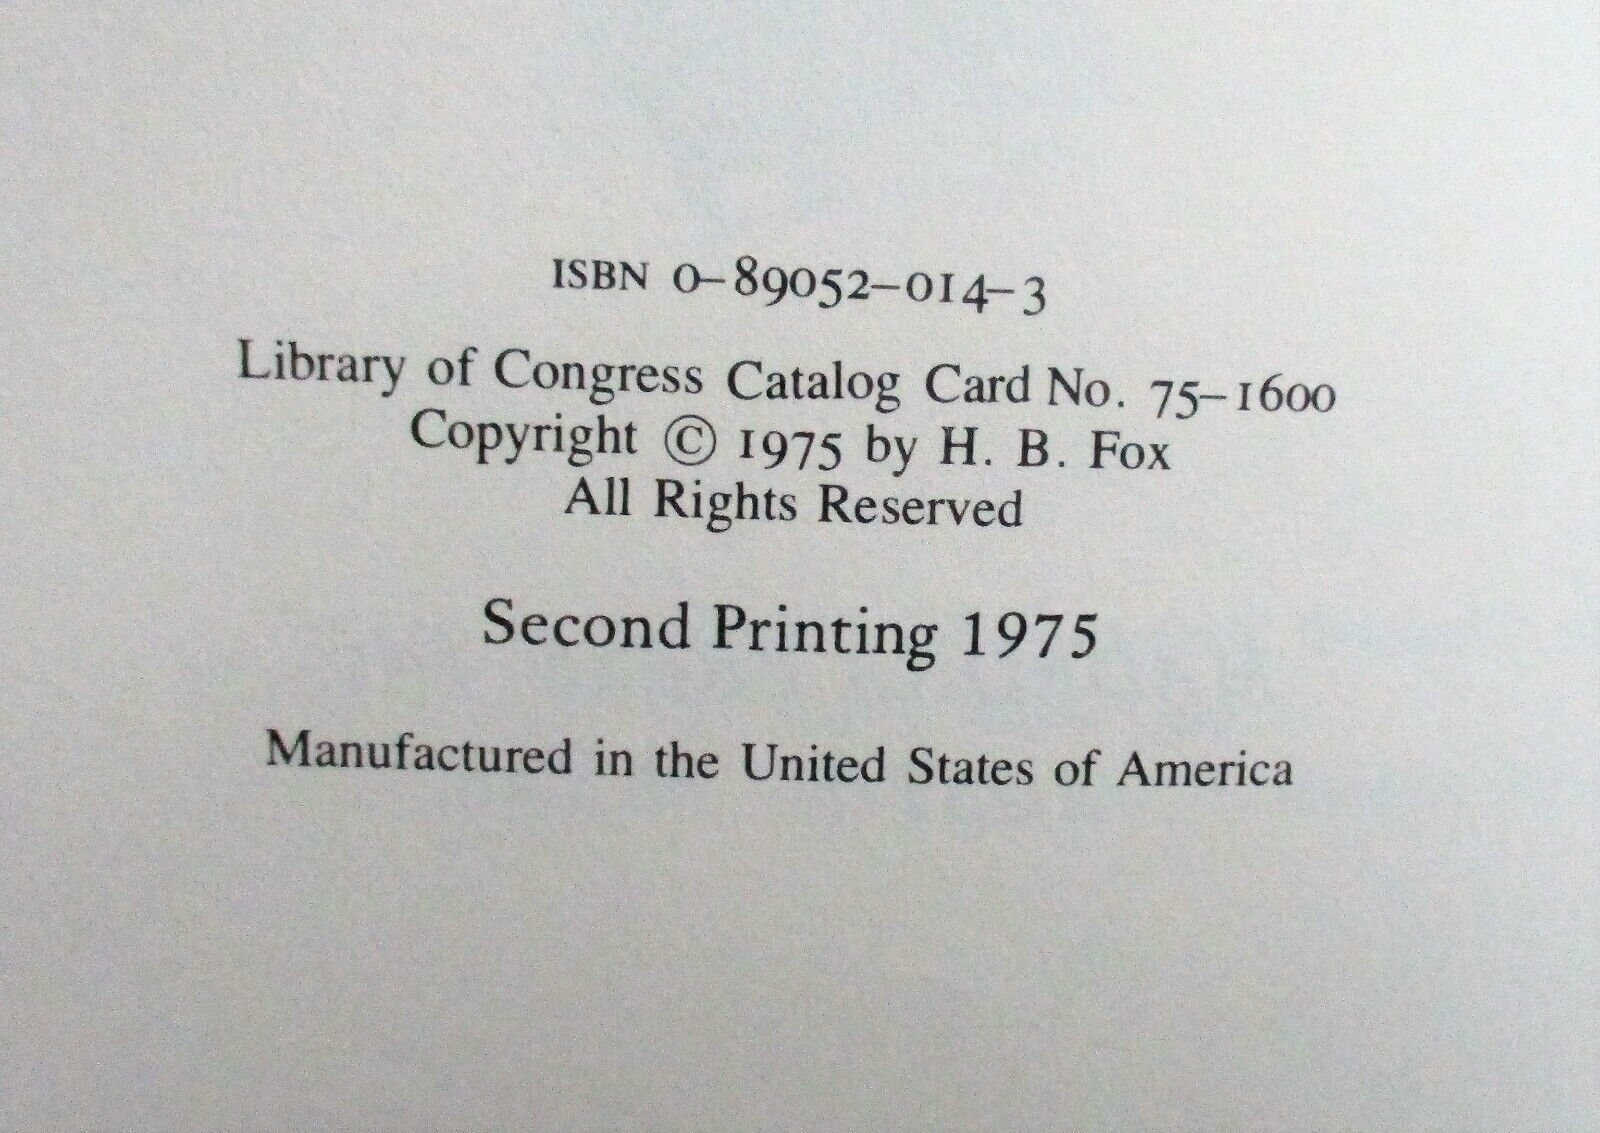 ISBN 0–89052–014–3
Library of Congress Catalog Card No. 75–1600
Copyright © 1975 by H. B. Fox
All Rights Reserved
Second Printing 1975
Manufactured in the United States of America